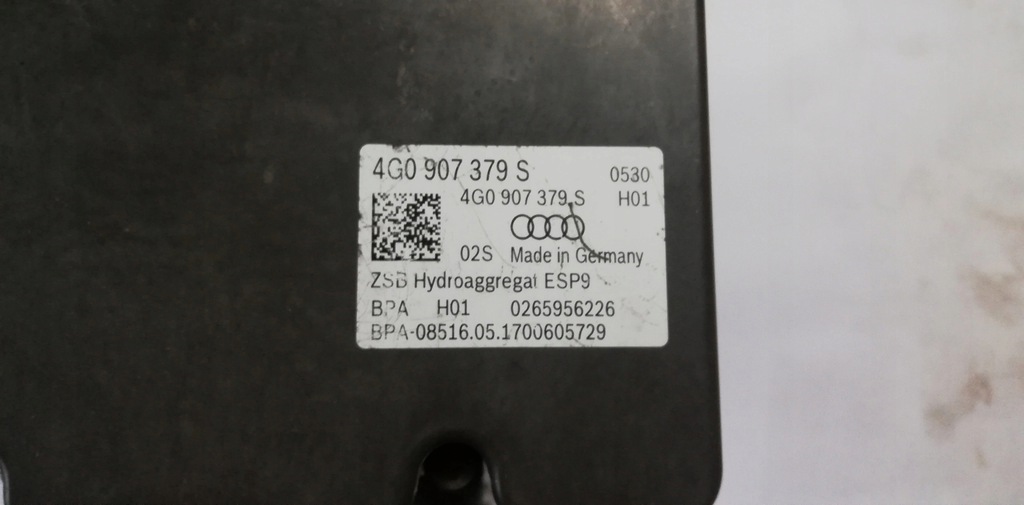 4G0 907 379 S 0530
4G0 907 379 S H01
02S Made in Germany
ZSB Hydroaggregat ESP9
BPA H01 0265956226
BPA-08516.05.1700605729